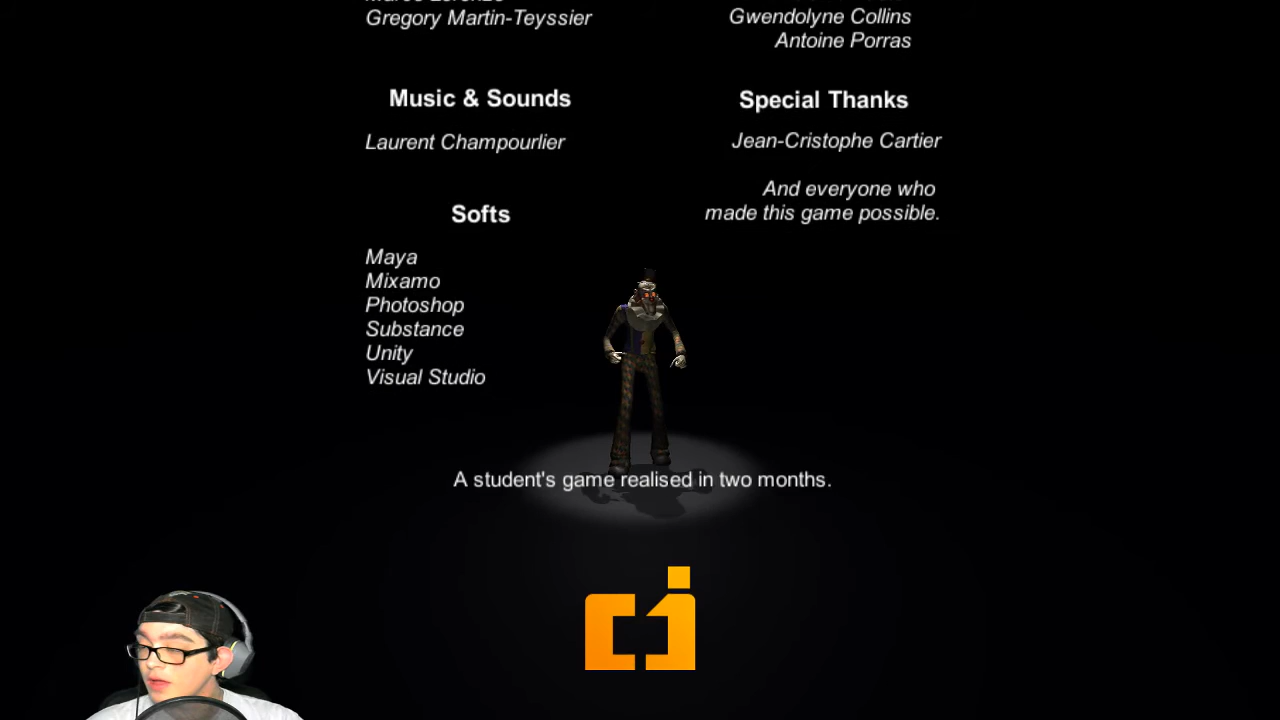 Gregory Martin-Teyssier
Gwendolyne Collins
Antoine Porras
Music & Sounds
Laurent Champourlier
Special Thanks
Jean-Cristophe Cartier
And everyone who
made this game possible.
Softs
Maya
Mixamo
Photoshop
Substance
Unity
Visual Studio
A student's game realised in two months.